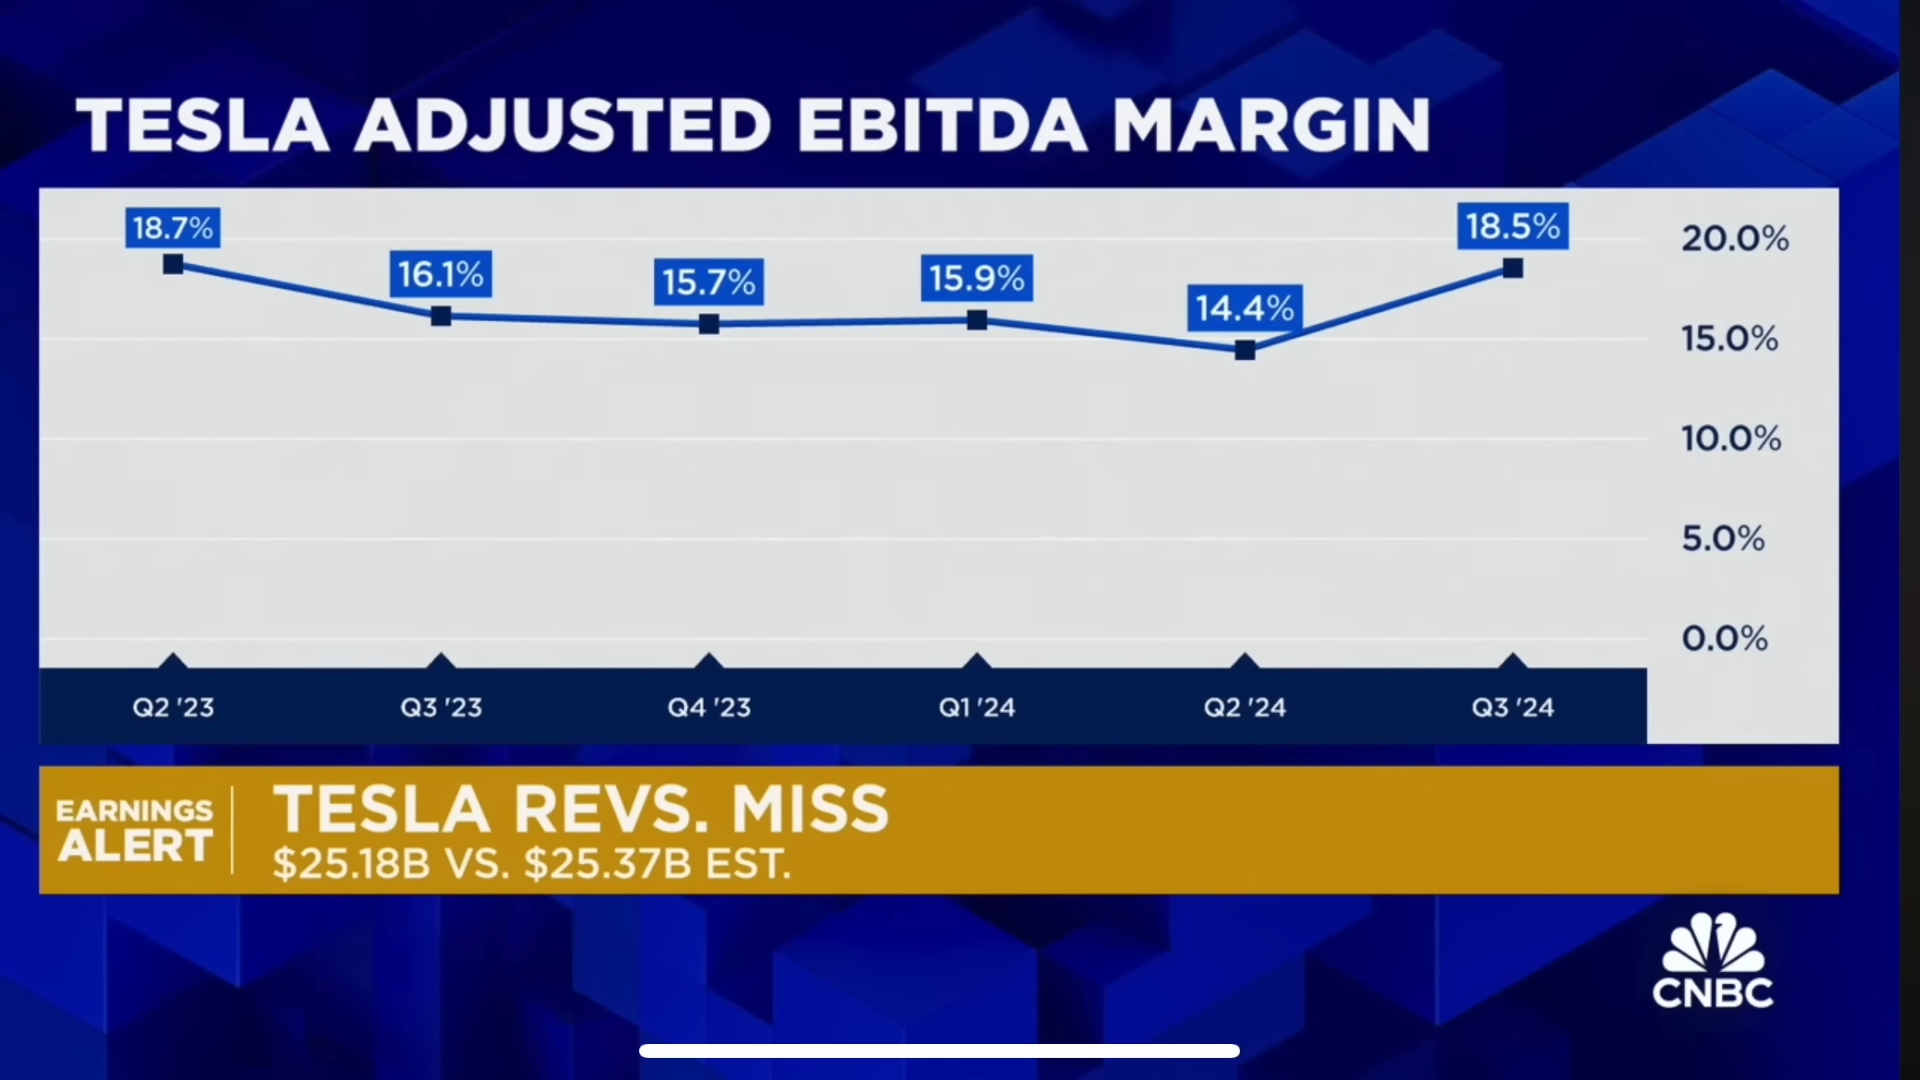 TESLA ADJUSTED EBITDA MARGIN
18.7%
16.1%
15.7%
15.9%
14.4%
18.5%
20.0%
15.0%
10.0%
5.0%
0.0%
Q2 '23
Q3 '23
Q4 '23
Q1 '24
Q2 '24
Q3 '24
EARNINGS
ALERT
TESLA REVS. MISS
$25.18B VS. $25.37B EST.
CNBC